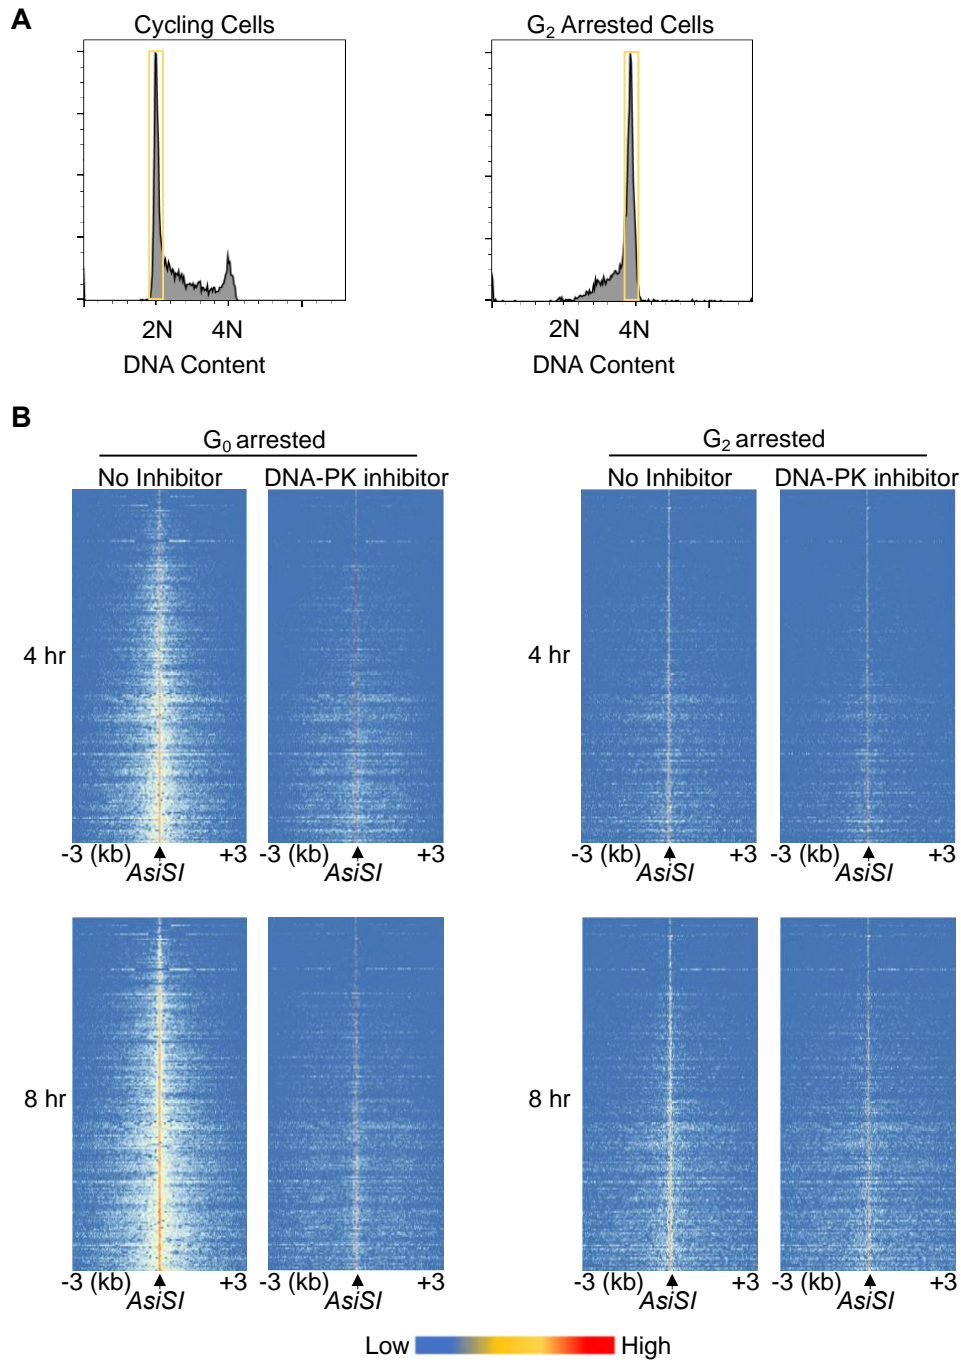 A
Cycling Cells
G2 Arrested Cells
2N 4N
2N 4N
DNA Content
DNA Content
B
G0 arrested
G2 arrested
No Inhibitor DNA-PK inhibitor
No Inhibitor DNA-PK inhibitor
4 hr
4 hr
-3 (kb) +3 -3 (kb) +3
-3 (kb) +3 -3 (kb) +3
AsiSI AsiSI
AsiSI AsiSI
8 hr
8 hr
-3 (kb) +3 -3 (kb) +3
-3 (kb) +3 -3 (kb) +3
AsiSI AsiSI
AsiSI AsiSI
Low High